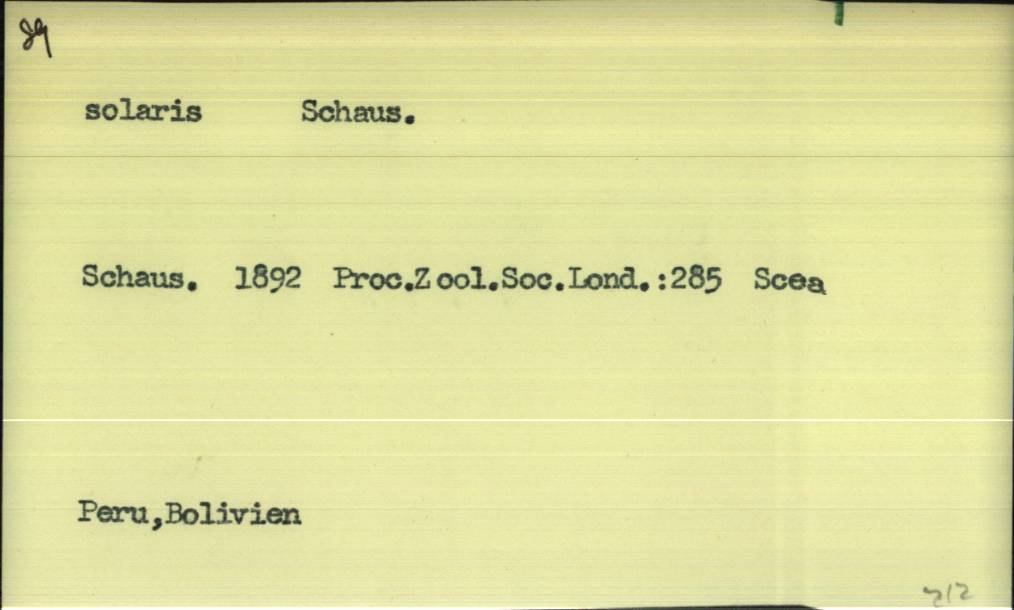 solaris Schaus.
Schaus. 1892 Proc.Zool.Soc.Lond.:285 Scea
Peru,Bolivien